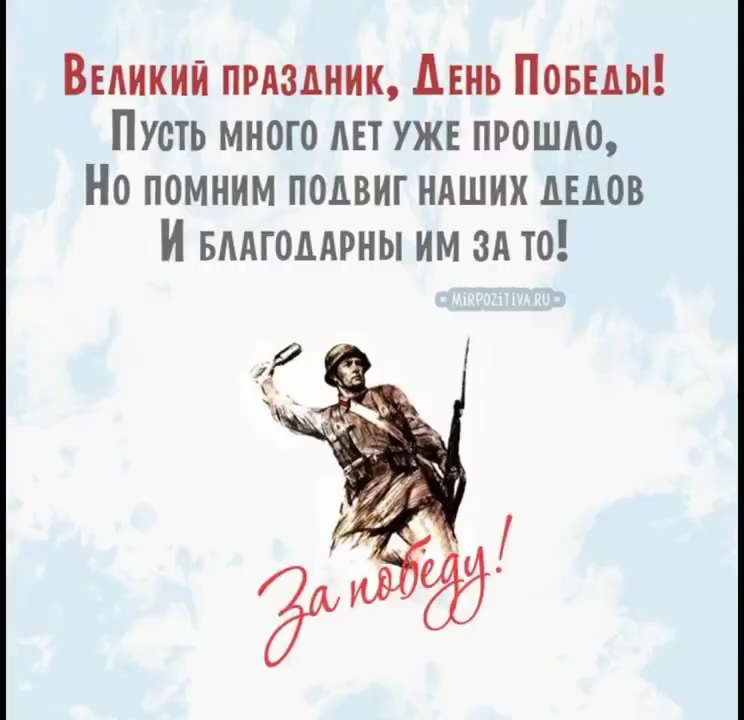 Великий праздник, День Победы!
Пусть много лет уже прошло,
Но помним подвиг наших дедов
И благодарны им за то!
MiRPOZiTiVA.RU
За победу!